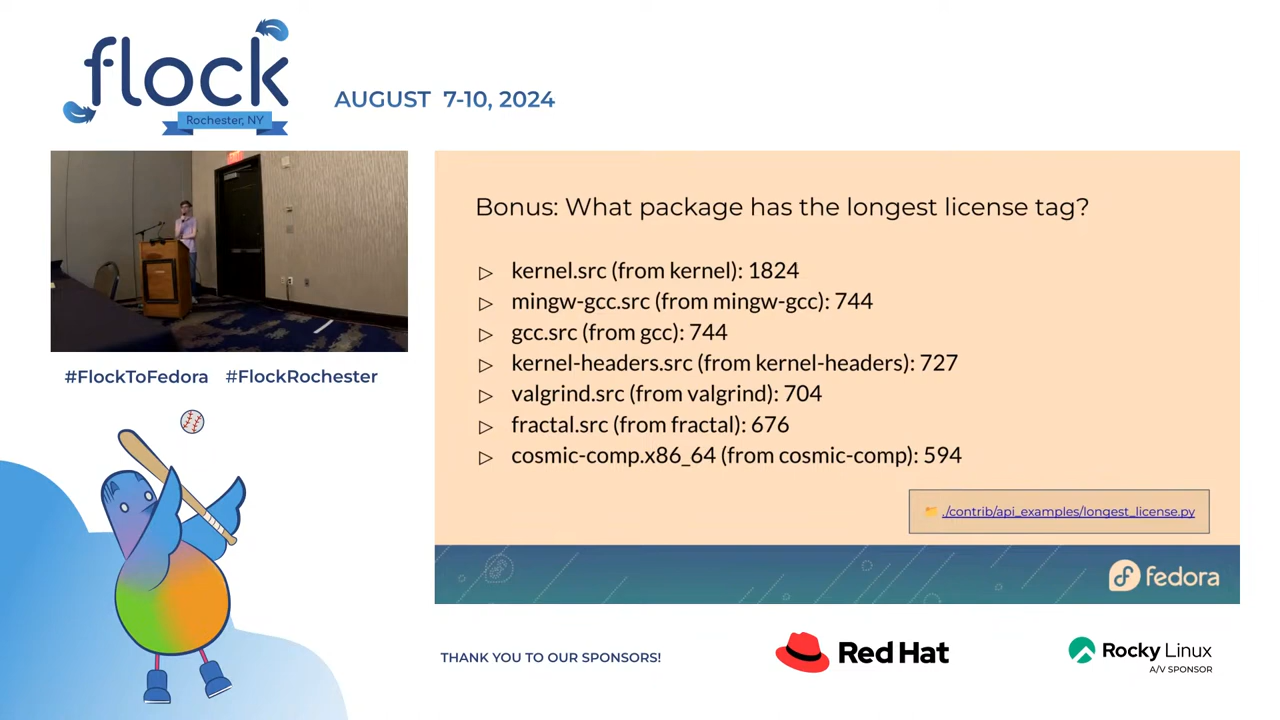 flock
Rochester, NY
AUGUST 7-10, 2024
Bonus: What package has the longest license tag?
▷ kernel.src (from kernel): 1824
▷ mingw-gcc.src (from mingw-gcc): 744
▷ gcc.src (from gcc): 744
▷ kernel-headers.src (from kernel-headers): 727
▷ valgrind.src (from valgrind): 704
▷ fractal.src (from fractal): 676
▷ cosmic-comp.x86_64 (from cosmic-comp): 594
./contrib/api_examples/longest_license.py
fedora
#FlockToFedora #FlockRochester
THANK YOU TO OUR SPONSORS!
Red Hat
Rocky Linux
A/V SPONSOR